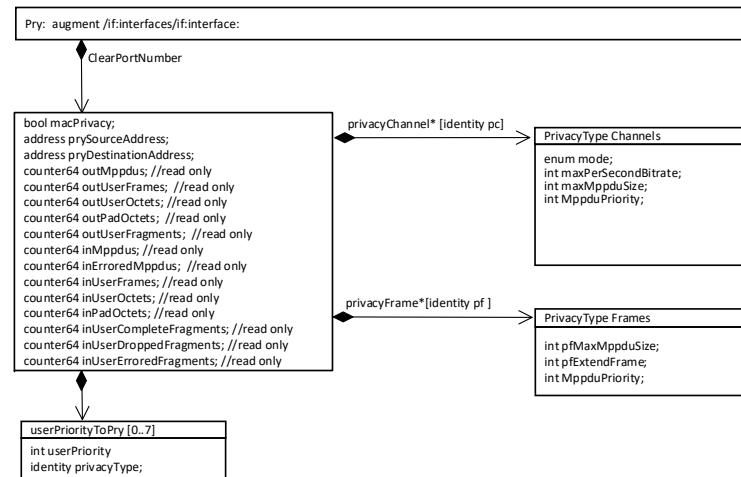 Pry: augment /if:interfaces/if:interface:
ClearPortNumber
bool macPrivacy;
address prySourceAddress;
address pryDestinationAddress;
counter64 outMppdus; //read only
counter64 outUserFrames; //read only
counter64 outUserOctets; //read only
counter64 outPadOctets; //read only
counter64 outUserFragments; //read only
counter64 inMppdus; //read only
counter64 inErroredMppdus; //read only
counter64 inUserFrames; //read only
counter64 inUserOctets; //read only
counter64 inPadOctets; //read only
counter64 inUserCompleteFragments; //read only
counter64 inUserDroppedFragments; //read only
counter64 inUserErroredFragments; //read only
privacyChannel* [identity pc]
PrivacyType Channels
enum mode;
int maxPerSecondBitrate;
int maxMppduSize;
int MppduPriority;
privacyFrame*[identity pf ]
PrivacyType Frames
int pfMaxMppduSize;
int pfExtendFrame;
int MppduPriority;
userPriorityToPry [0..7]
int userPriority
identity privacyType;